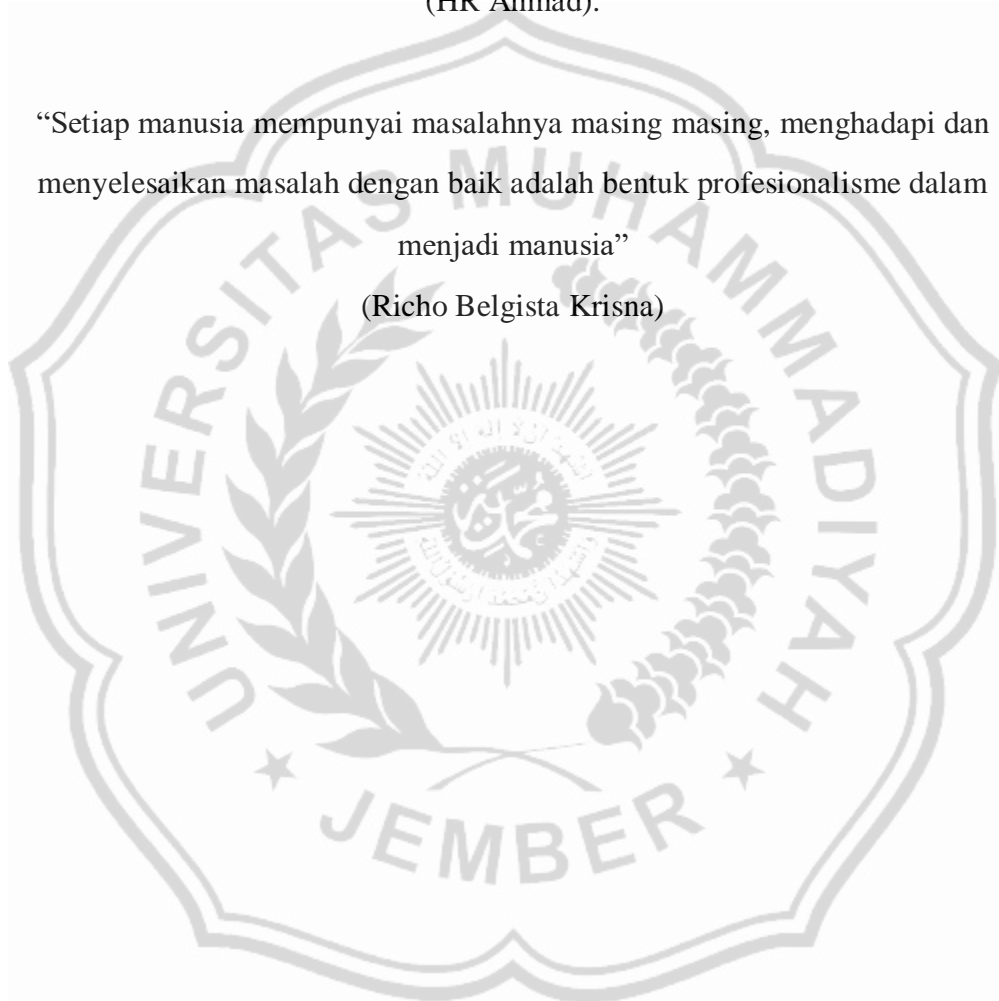 (HR Ahmad).
“Setiap manusia mempunyai masalahnya masing masing, menghadapi dan
menyelesaikan masalah dengan baik adalah bentuk profesionalisme dalam
menjadi manusia”
(Richo Belgista Krisna)
UNIVERSITAS MUHAMMADIYAH
JEMBER